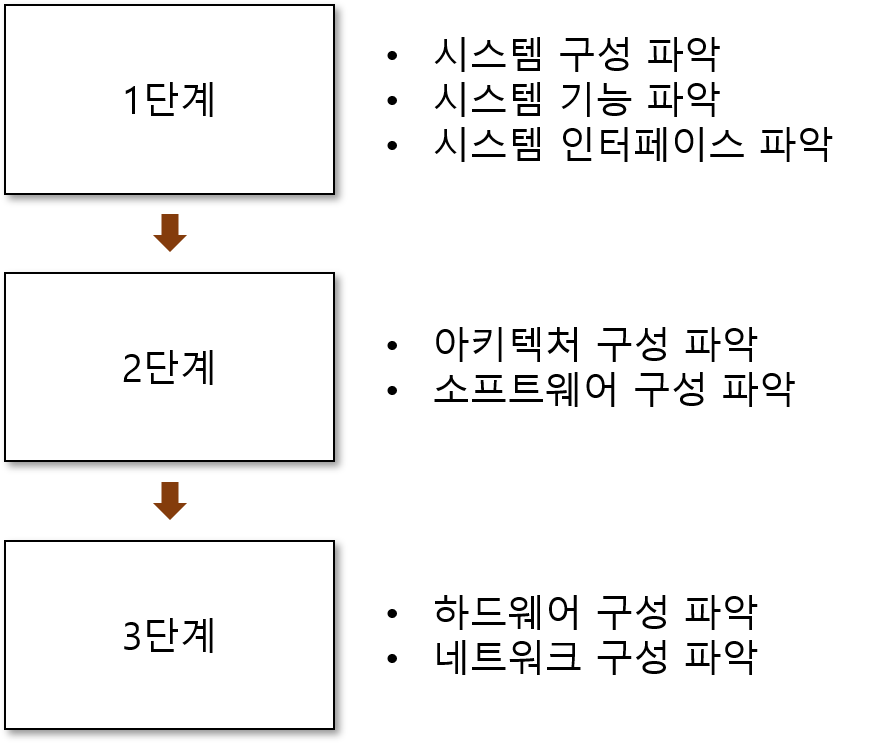 1단계
• 시스템 구성 파악
• 시스템 기능 파악
• 시스템 인터페이스 파악
2단계
• 아키텍처 구성 파악
• 소프트웨어 구성 파악
3단계
• 하드웨어 구성 파악
• 네트워크 구성 파악